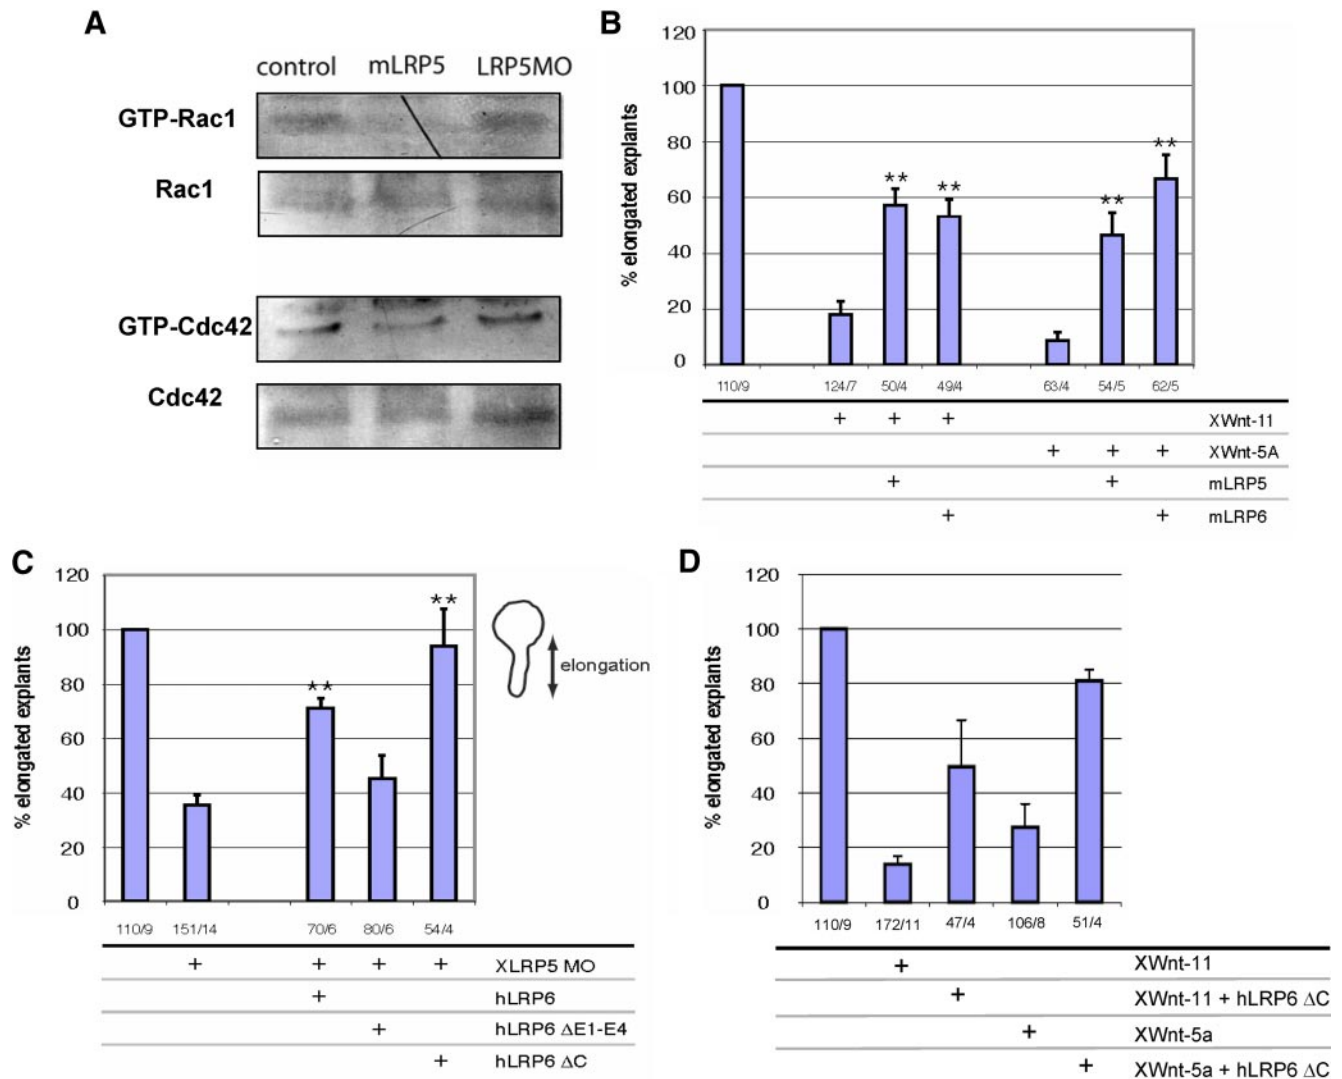 A
control mLRP5 LRP5MO
GTP-Rac1
Rac1
GTP-Cdc42
Cdc42
B
120
100
80
60
40
20
0
% elongated explants
** ** ** **
110/9 124/7 50/4 49/4 63/4 54/5 62/5
+ + + XWnt-11
+ + + XWnt-5A
+ + mLRP5
+ + mLRP6
C
120
100
80
60
40
20
0
% elongated explants
** **
elongation
110/9 151/14 70/6 80/6 54/4
+ + + + XLRP5 MO
+ hLRP6
+ hLRP6 ΔE1-E4
+ hLRP6 ΔC
D
120
100
80
60
40
20
0
% elongated explants
110/9 172/11 47/4 106/8 51/4
+ XWnt-11
+ XWnt-11 + hLRP6 ΔC
+ XWnt-5a
+ XWnt-5a + hLRP6 ΔC